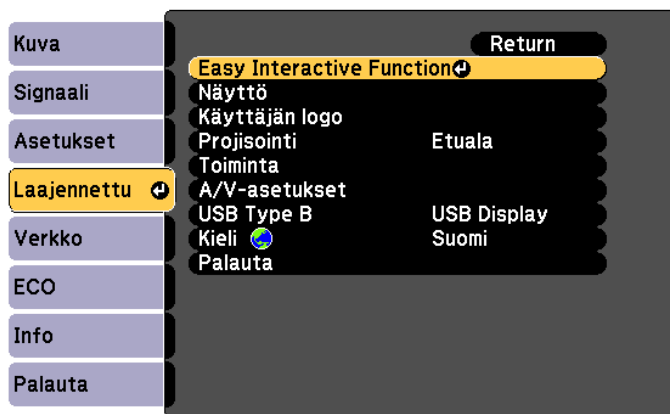 Kuva
Signaali
Asetukset
Laajennettu
Verkko
ECO
Info
Palauta
Return
Easy Interactive Function
Näyttö
Käyttäjän logo
Projisointi Etuala
Toiminta
A/V-asetukset
USB Type B USB Display
Kieli Suomi
Palauta